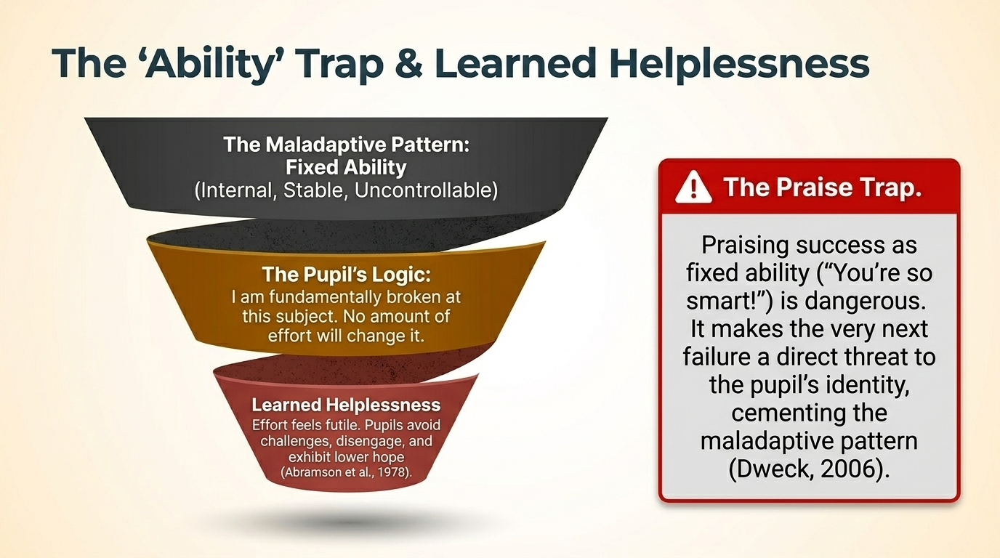 The ‘Ability’ Trap & Learned Helplessness
The Maladaptive Pattern:
Fixed Ability
(Internal, Stable, Uncontrollable)
The Pupil’s Logic:
I am fundamentally broken at
this subject. No amount of
effort will change it.
Learned Helplessness
Effort feels futile. Pupils avoid
challenges, disengage, and
exhibit lower hope
(Abramson et al., 1978).
The Praise Trap.
Praising success as
fixed ability (“You’re so
smart!”) is dangerous.
It makes the very next
failure a direct threat to
the pupil’s identity,
cementing the
maladaptive pattern
(Dweck, 2006).